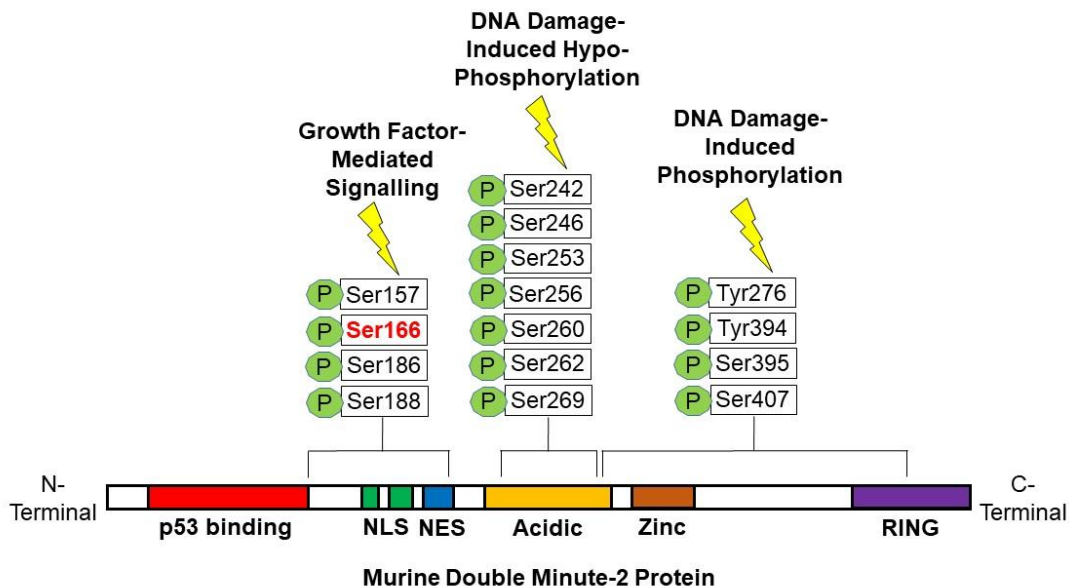 DNA Damage-
Induced Hypo-
Phosphorylation
Growth Factor-
Mediated
Signalling
DNA Damage-
Induced
Phosphorylation
P Ser157
P Ser166
P Ser186
P Ser188
P Ser242
P Ser246
P Ser253
P Ser256
P Ser260
P Ser262
P Ser269
P Tyr276
P Tyr394
P Ser395
P Ser407
N-
Terminal
C-
Terminal
p53 binding
NLS
NES
Acidic
Zinc
RING
Murine Double Minute-2 Protein